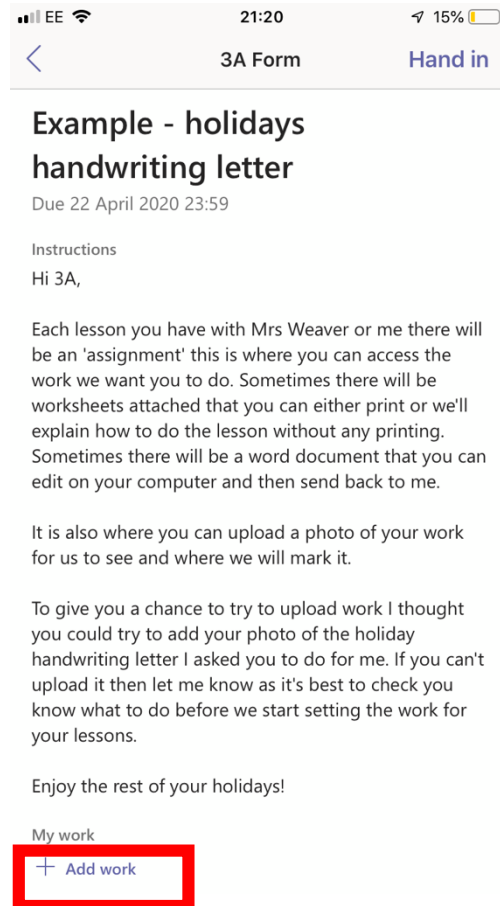 EE 21:20 15%
3A Form Hand in
Example - holidays
handwriting letter
Due 22 April 2020 23:59
Instructions
Hi 3A,
Each lesson you have with Mrs Weaver or me there will
be an 'assignment' this is where you can access the
work we want you to do. Sometimes there will be
worksheets attached that you can either print or we'll
explain how to do the lesson without any printing.
Sometimes there will be a word document that you can
edit on your computer and then send back to me.
It is also where you can upload a photo of your work
for us to see and where we will mark it.
To give you a chance to try to upload work I thought
you could try to add your photo of the holiday
handwriting letter I asked you to do for me. If you can't
upload it then let me know as it's best to check you
know what to do before we start setting the work for
your lessons.
Enjoy the rest of your holidays!
My work
+ Add work